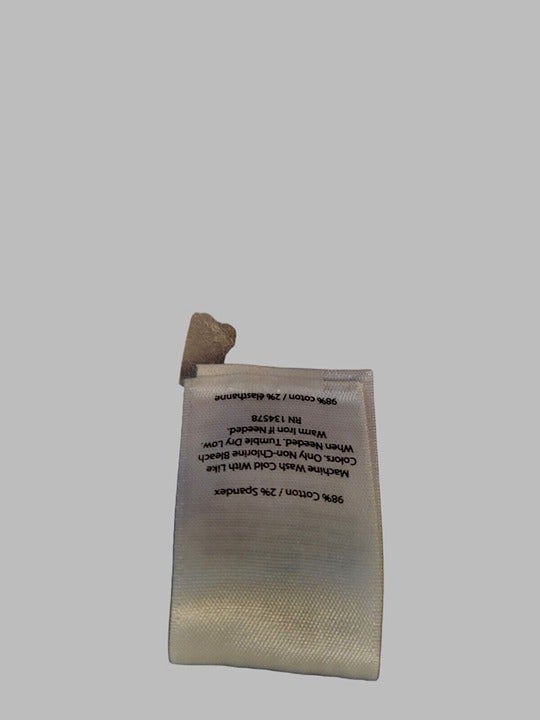 98% Cotton / 2% Spandex
Machine Wash Cold With Like
Colors. Only Non-Chlorine Bleach
When Needed. Tumble Dry Low.
Warm Iron If Needed.
RN 134578
98% coton / 2% élasthanne